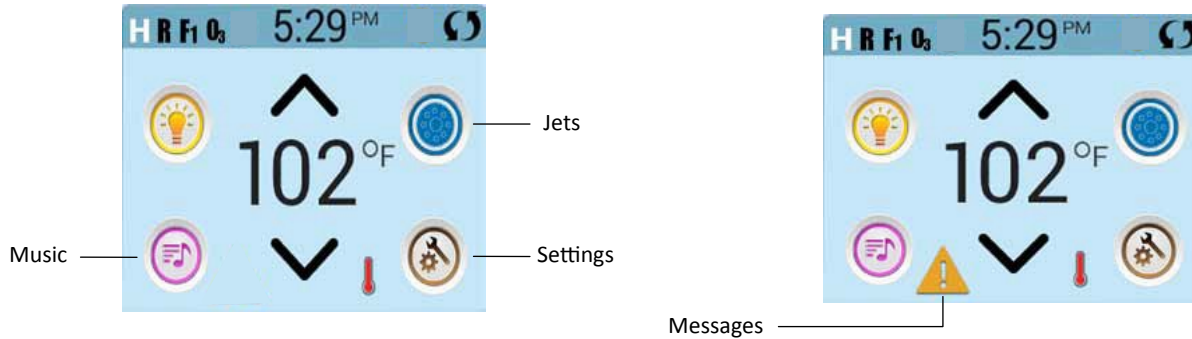 H R F1 O3 5:29 PM
102 °F
Jets
Music
Settings
H R F1 O3 5:29 PM
102 °F
Messages